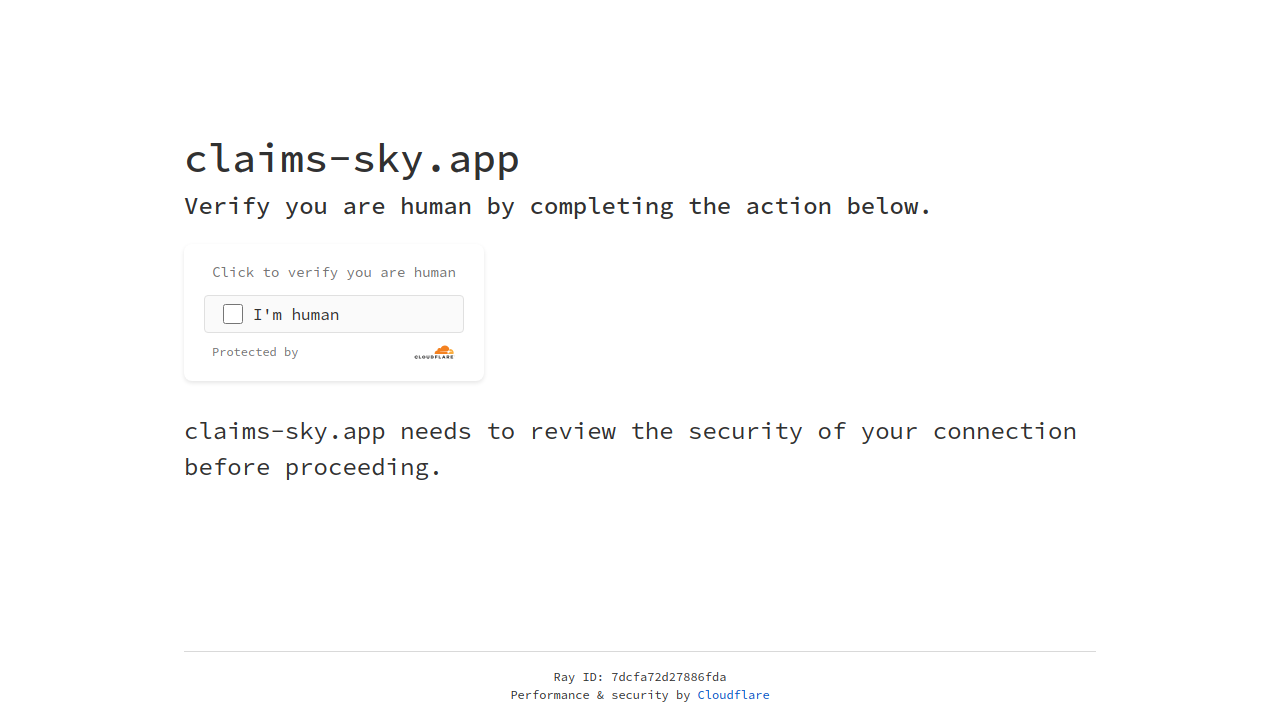 claims-sky.app
Verify you are human by completing the action below.
Click to verify you are human
I'm human
Protected by
CLOUDFLARE
claims-sky.app needs to review the security of your connection
before proceeding.
Ray ID: 7dcfa72d27886fda
Performance & security by Cloudflare